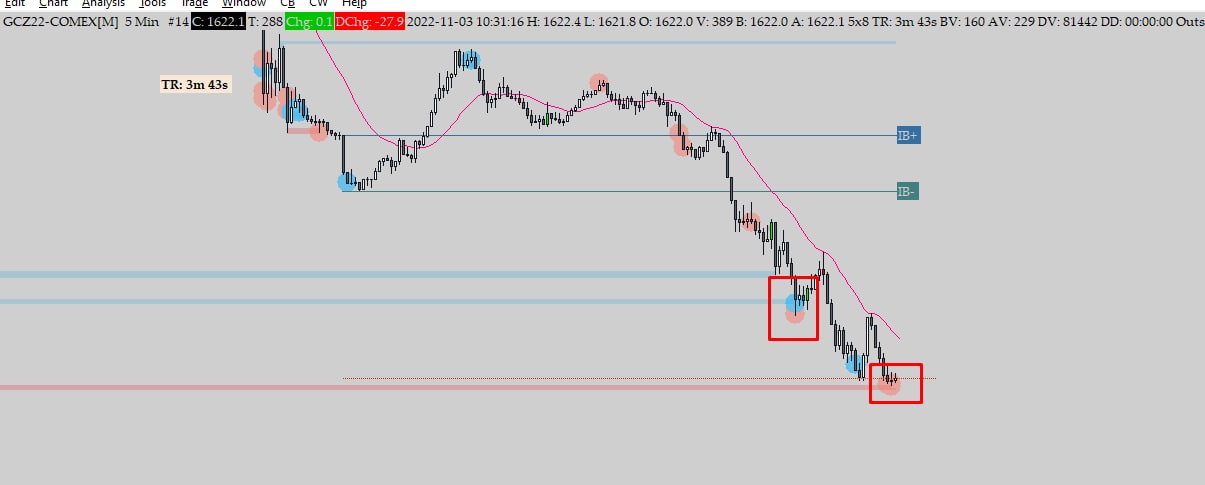 Edit Chart Analysis Tools Trade Window CB CW Help
GCZ22-COMEX[M] 5 Min #14 C: 1622.1 T: 288 Chg: 0.1 DChg: -27.9 2022-11-03 10:31:16 H: 1622.4 L: 1621.8 O: 1622.0 V: 389 B: 1622.0 A: 1622.1 5x8 TR: 3m 43s BV: 160 AV: 229 DV: 81442 DD: 00:00:00 Outs
TR: 3m 43s
IB+
IB-